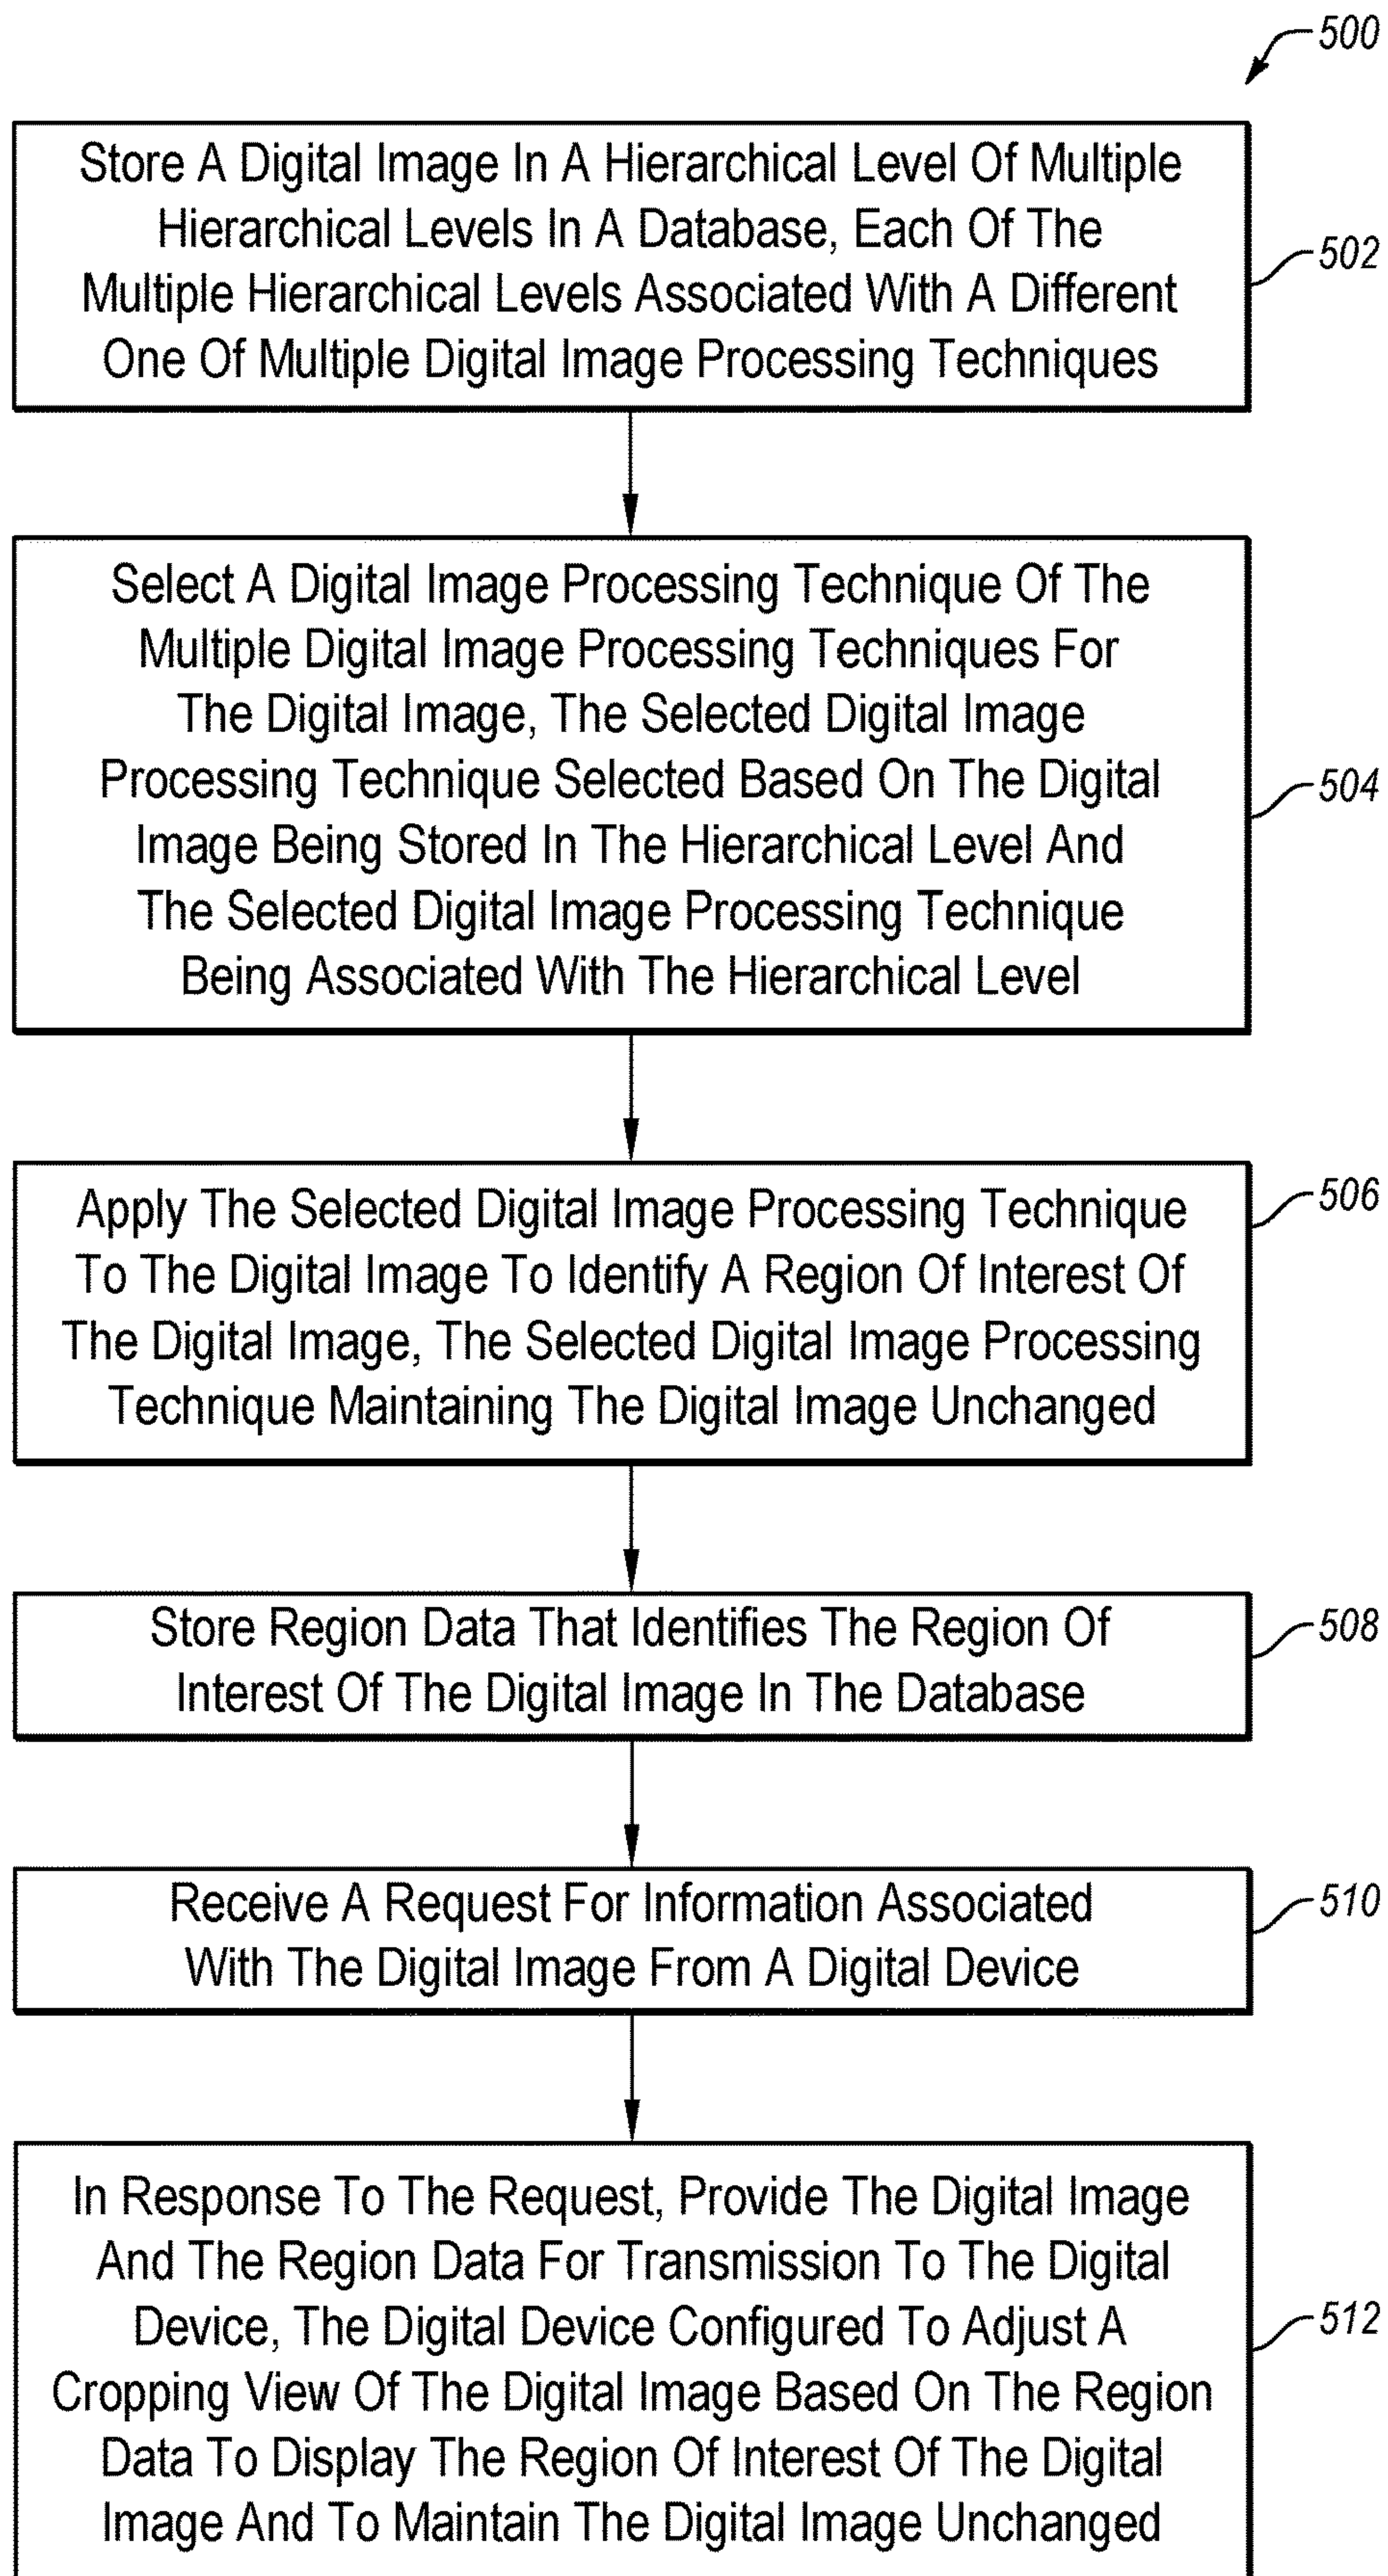 500
Store A Digital Image In A Hierarchical Level Of Multiple
Hierarchical Levels In A Database, Each Of The
Multiple Hierarchical Levels Associated With A Different
One Of Multiple Digital Image Processing Techniques
502
Select A Digital Image Processing Technique Of The
Multiple Digital Image Processing Techniques For
The Digital Image, The Selected Digital Image
Processing Technique Selected Based On The Digital
Image Being Stored In The Hierarchical Level And
The Selected Digital Image Processing Technique
Being Associated With The Hierarchical Level
504
Apply The Selected Digital Image Processing Technique
To The Digital Image To Identify A Region Of Interest Of
The Digital Image, The Selected Digital Image Processing
Technique Maintaining The Digital Image Unchanged
506
Store Region Data That Identifies The Region Of
Interest Of The Digital Image In The Database
508
Receive A Request For Information Associated
With The Digital Image From A Digital Device
510
In Response To The Request, Provide The Digital Image
And The Region Data For Transmission To The Digital
Device, The Digital Device Configured To Adjust A
Cropping View Of The Digital Image Based On The Region
Data To Display The Region Of Interest Of The Digital
Image And To Maintain The Digital Image Unchanged
512